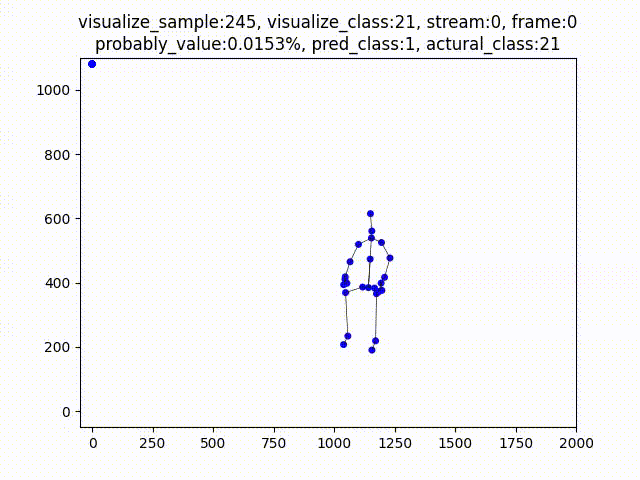 visualize_sample:245, visualize_class:21, stream:0, frame:0
probably_value:0.0153%, pred_class:1, actural_class:21
1000
800
600
400
200
0
0 250 500 750 1000 1250 1500 1750 2000